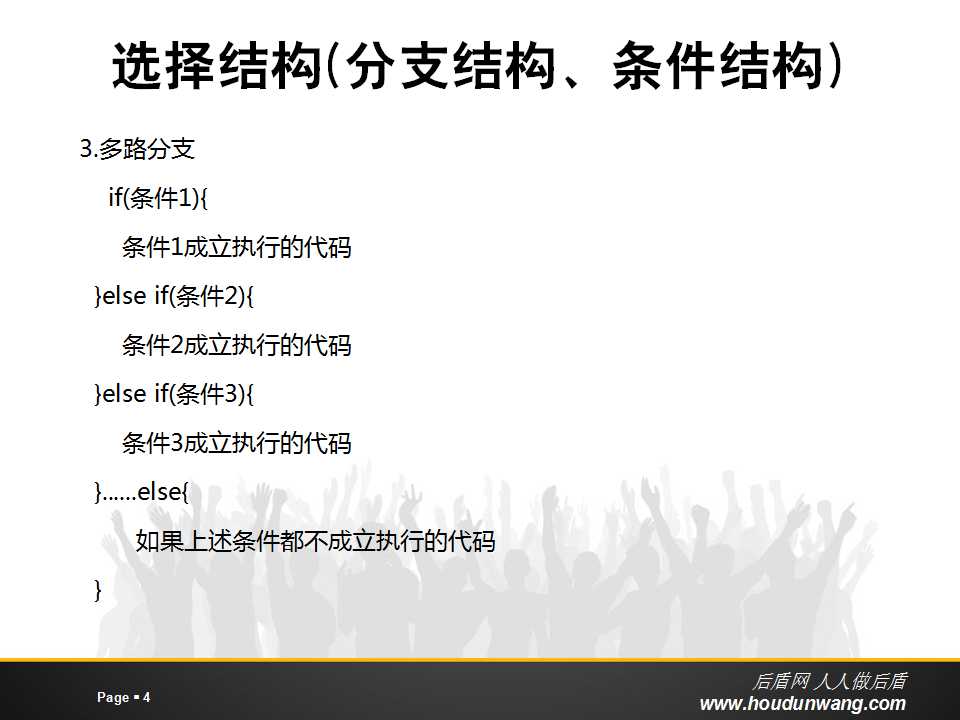 选择结构(分支结构、条件结构)
3.多路分支
if(条件1){
条件1成立执行的代码
}else if(条件2){
条件2成立执行的代码
}else if(条件3){
条件3成立执行的代码
}......else{
如果上述条件都不成立执行的代码
}
Page ▪ 4
后盾网 人人做后盾
www.houdunwang.com